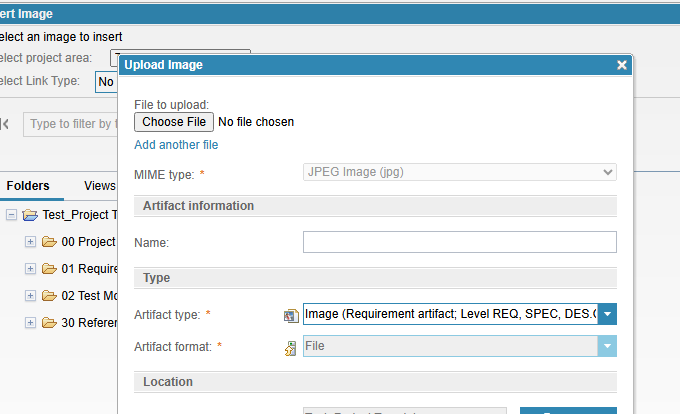 ert Image
elect an image to insert
elect project area:
Upload Image
elect Link Type: No
File to upload:
Choose File No file chosen
Type to filter by
Add another file
MIME type: * JPEG Image (jpg)
Folders Views
Artifact information
Test_Project T
00 Project
Name:
01 Require
Type
02 Test Mo
Artifact type: * Image (Requirement artifact; Level REQ, SPEC, DES.
30 Referen
Artifact format: * File
Location